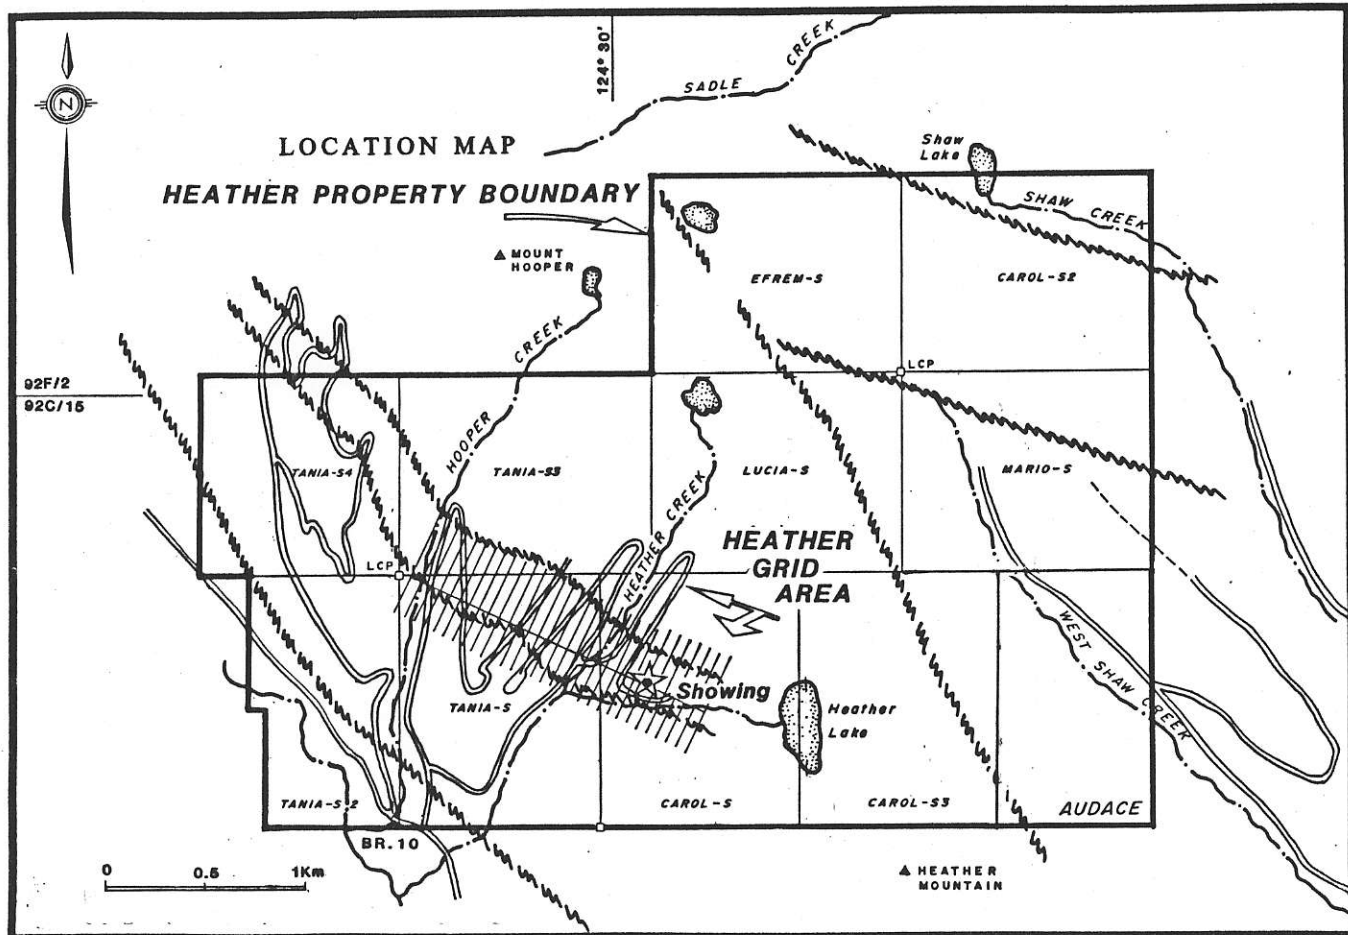 124° 30'
SADLE CREEK
N
LOCATION MAP
Shaw
Lake
HEATHER PROPERTY BOUNDARY
SHAW CREEK
MOUNT
HOOPER
EFREM-S
CAROL-S2
LCP
92F/2
92C/15
HOOPER CREEK
TANIA-S4
TANIA-S3
LUCIA-S
MARIO-S
HEATHER CREEK
HEATHER
GRID
AREA
LCP
WEST SHAW CREEK
Showing
TANIA-S
Heather
Lake
TANIA-S2
CAROL-S
CAROL-S3
AUDACE
BR. 10
0 0.5 1Km
HEATHER
MOUNTAIN